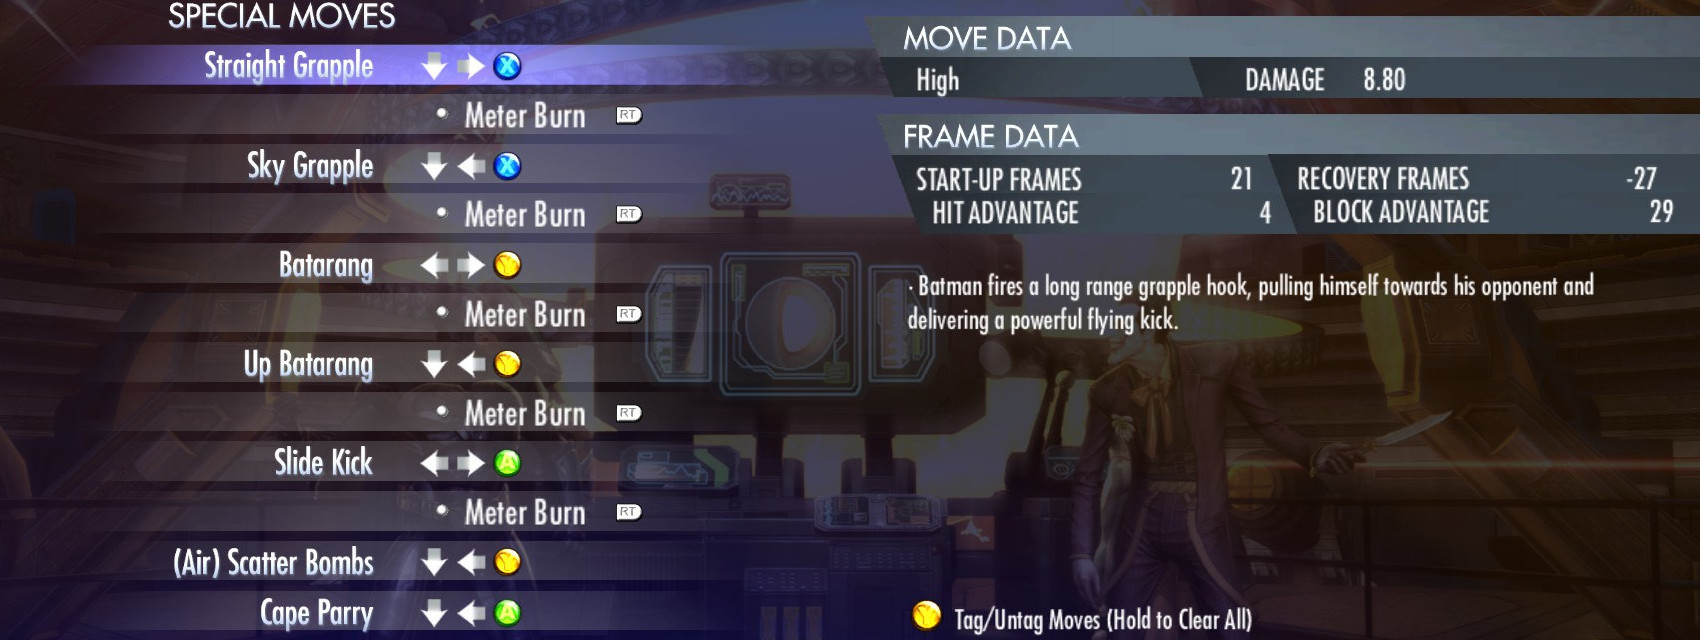 SPECIAL MOVES
Straight Grapple X
• Meter Burn RT
Sky Grapple X
• Meter Burn RT
Batarang Y
• Meter Burn RT
Up Batarang Y
• Meter Burn RT
Slide Kick A
• Meter Burn RT
(Air) Scatter Bombs Y
Cape Parry A
MOVE DATA
High DAMAGE 8.80
FRAME DATA
START-UP FRAMES 21 RECOVERY FRAMES -27
HIT ADVANTAGE 4 BLOCK ADVANTAGE 29
· Batman fires a long range grapple hook, pulling himself towards his opponent and
delivering a powerful flying kick.
Y Tag/Untag Moves (Hold to Clear All)